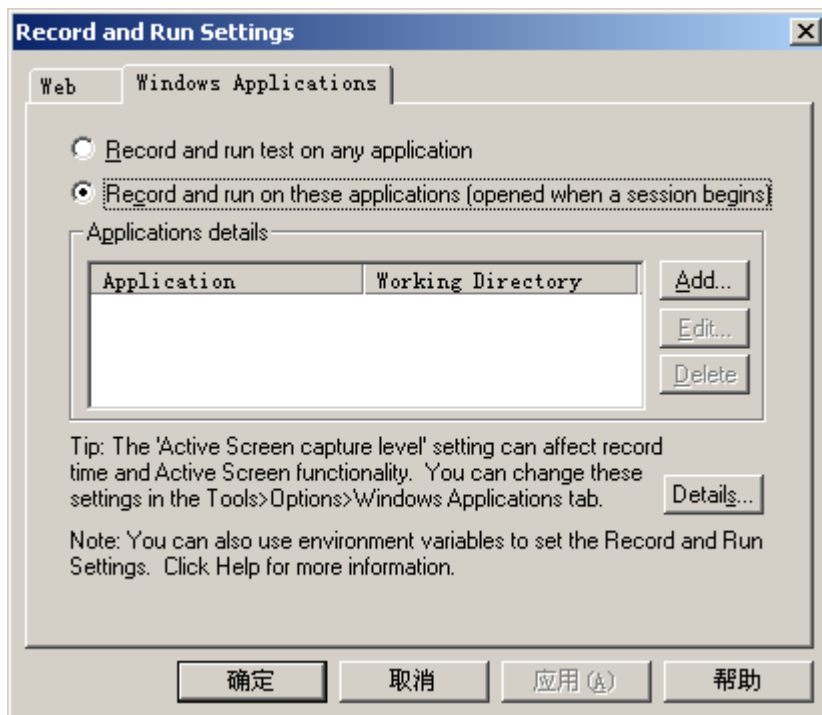 Record and Run Settings
Web
Windows Applications
Record and run test on any application
Record and run on these applications (opened when a session begins)
Applications details
Application Working Directory
Add...
Edit...
Delete
Tip: The 'Active Screen capture level' setting can affect record
time and Active Screen functionality. You can change these
settings in the Tools>Options>Windows Applications tab.
Details...
Note: You can also use environment variables to set the Record and Run
Settings. Click Help for more information.
确定 取消 应用(A) 帮助